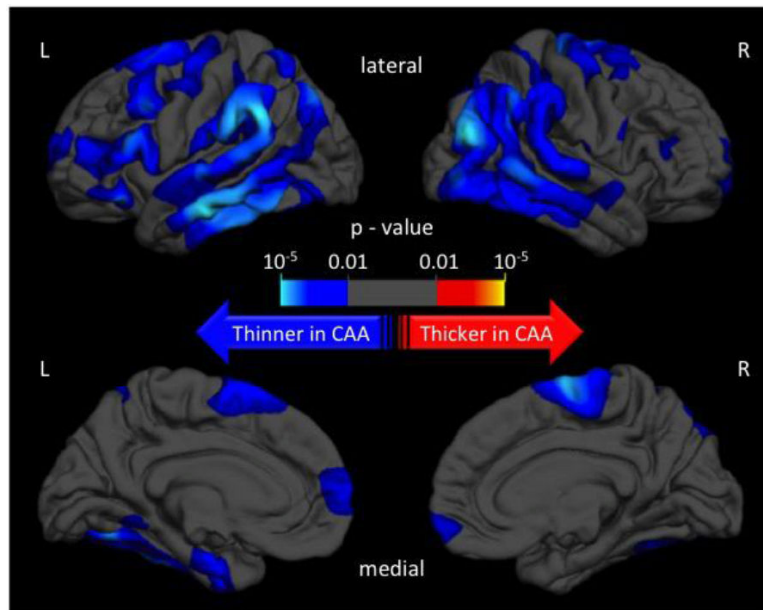 L
lateral
R
p - value
10-5 0.01 0.01 10-5
Thinner in CAA Thicker in CAA
L
R
medial